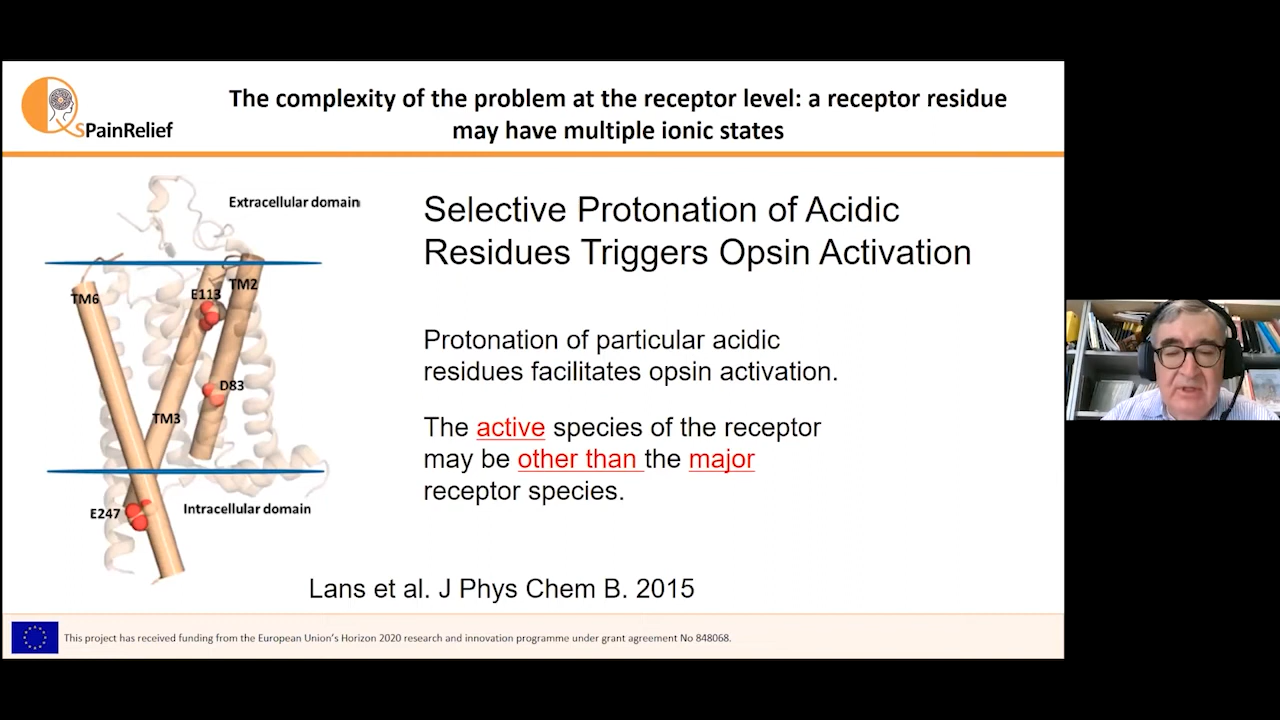 The complexity of the problem at the receptor level: a receptor residue
may have multiple ionic states
QSPainRelief
Extracellular domain
TM6
E113
TM2
D83
TM3
E247
Intracellular domain
Selective Protonation of Acidic
Residues Triggers Opsin Activation
Protonation of particular acidic
residues facilitates opsin activation.
The active species of the receptor
may be other than the major
receptor species.
Lans et al. J Phys Chem B. 2015
This project has received funding from the European Union's Horizon 2020 research and innovation programme under grant agreement No 848068.